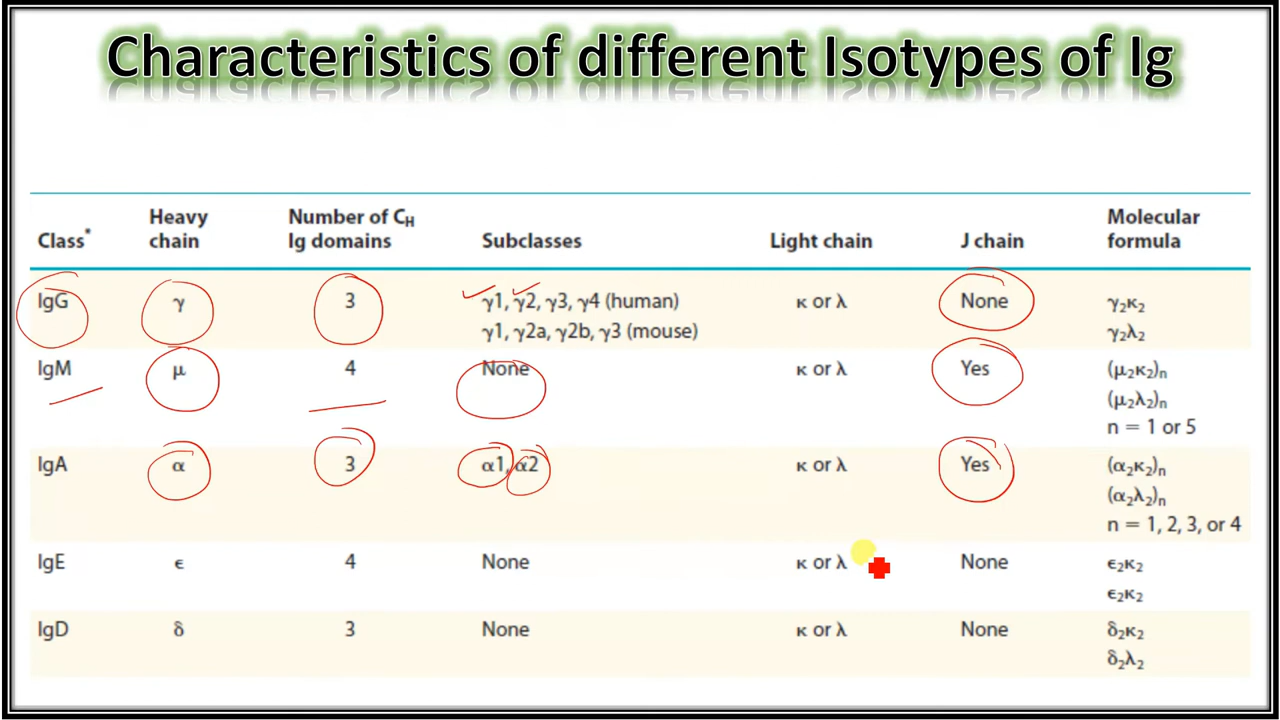 Characteristics of different Isotypes of Ig
Class* Heavy chain Number of CH Ig domains Subclasses Light chain J chain Molecular formula
IgG γ 3 γ1, γ2, γ3, γ4 (human) κ or λ None γ₂κ₂
γ1, γ2a, γ2b, γ3 (mouse) γ₂λ₂
IgM μ 4 None κ or λ Yes (μ₂κ₂)n
(μ₂λ₂)n
n = 1 or 5
IgA α 3 α1, α2 κ or λ Yes (α₂κ₂)n
(α₂λ₂)n
n = 1, 2, 3, or 4
IgE ϵ 4 None κ or λ None ϵ₂κ₂
ϵ₂κ₂
IgD δ 3 None κ or λ None δ₂κ₂
δ₂λ₂